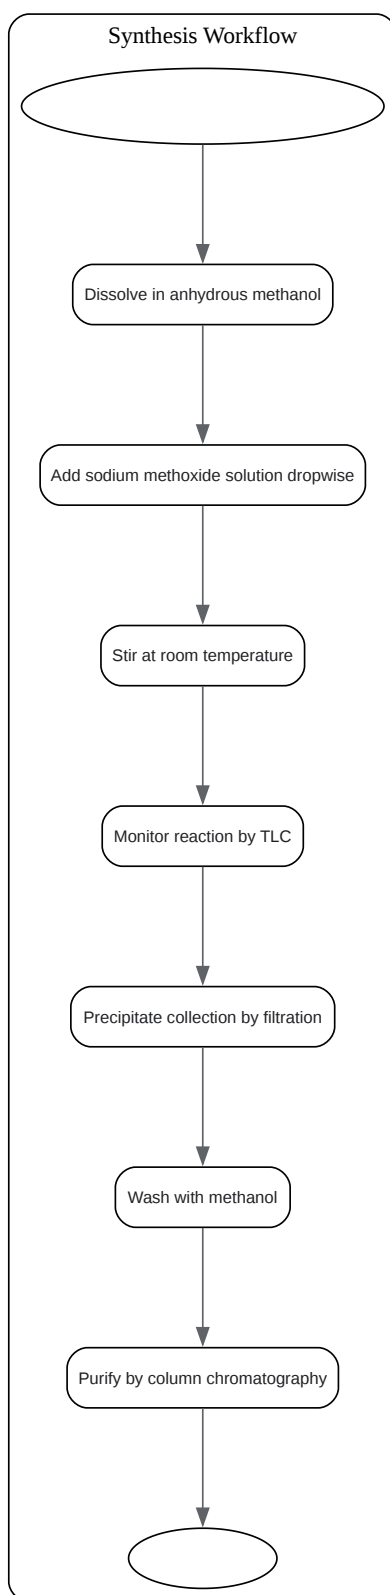 Synthesis Workflow
Dissolve in anhydrous methanol
Add sodium methoxide solution dropwise
Stir at room temperature
Monitor reaction by TLC
Precipitate collection by filtration
Wash with methanol
Purify by column chromatography